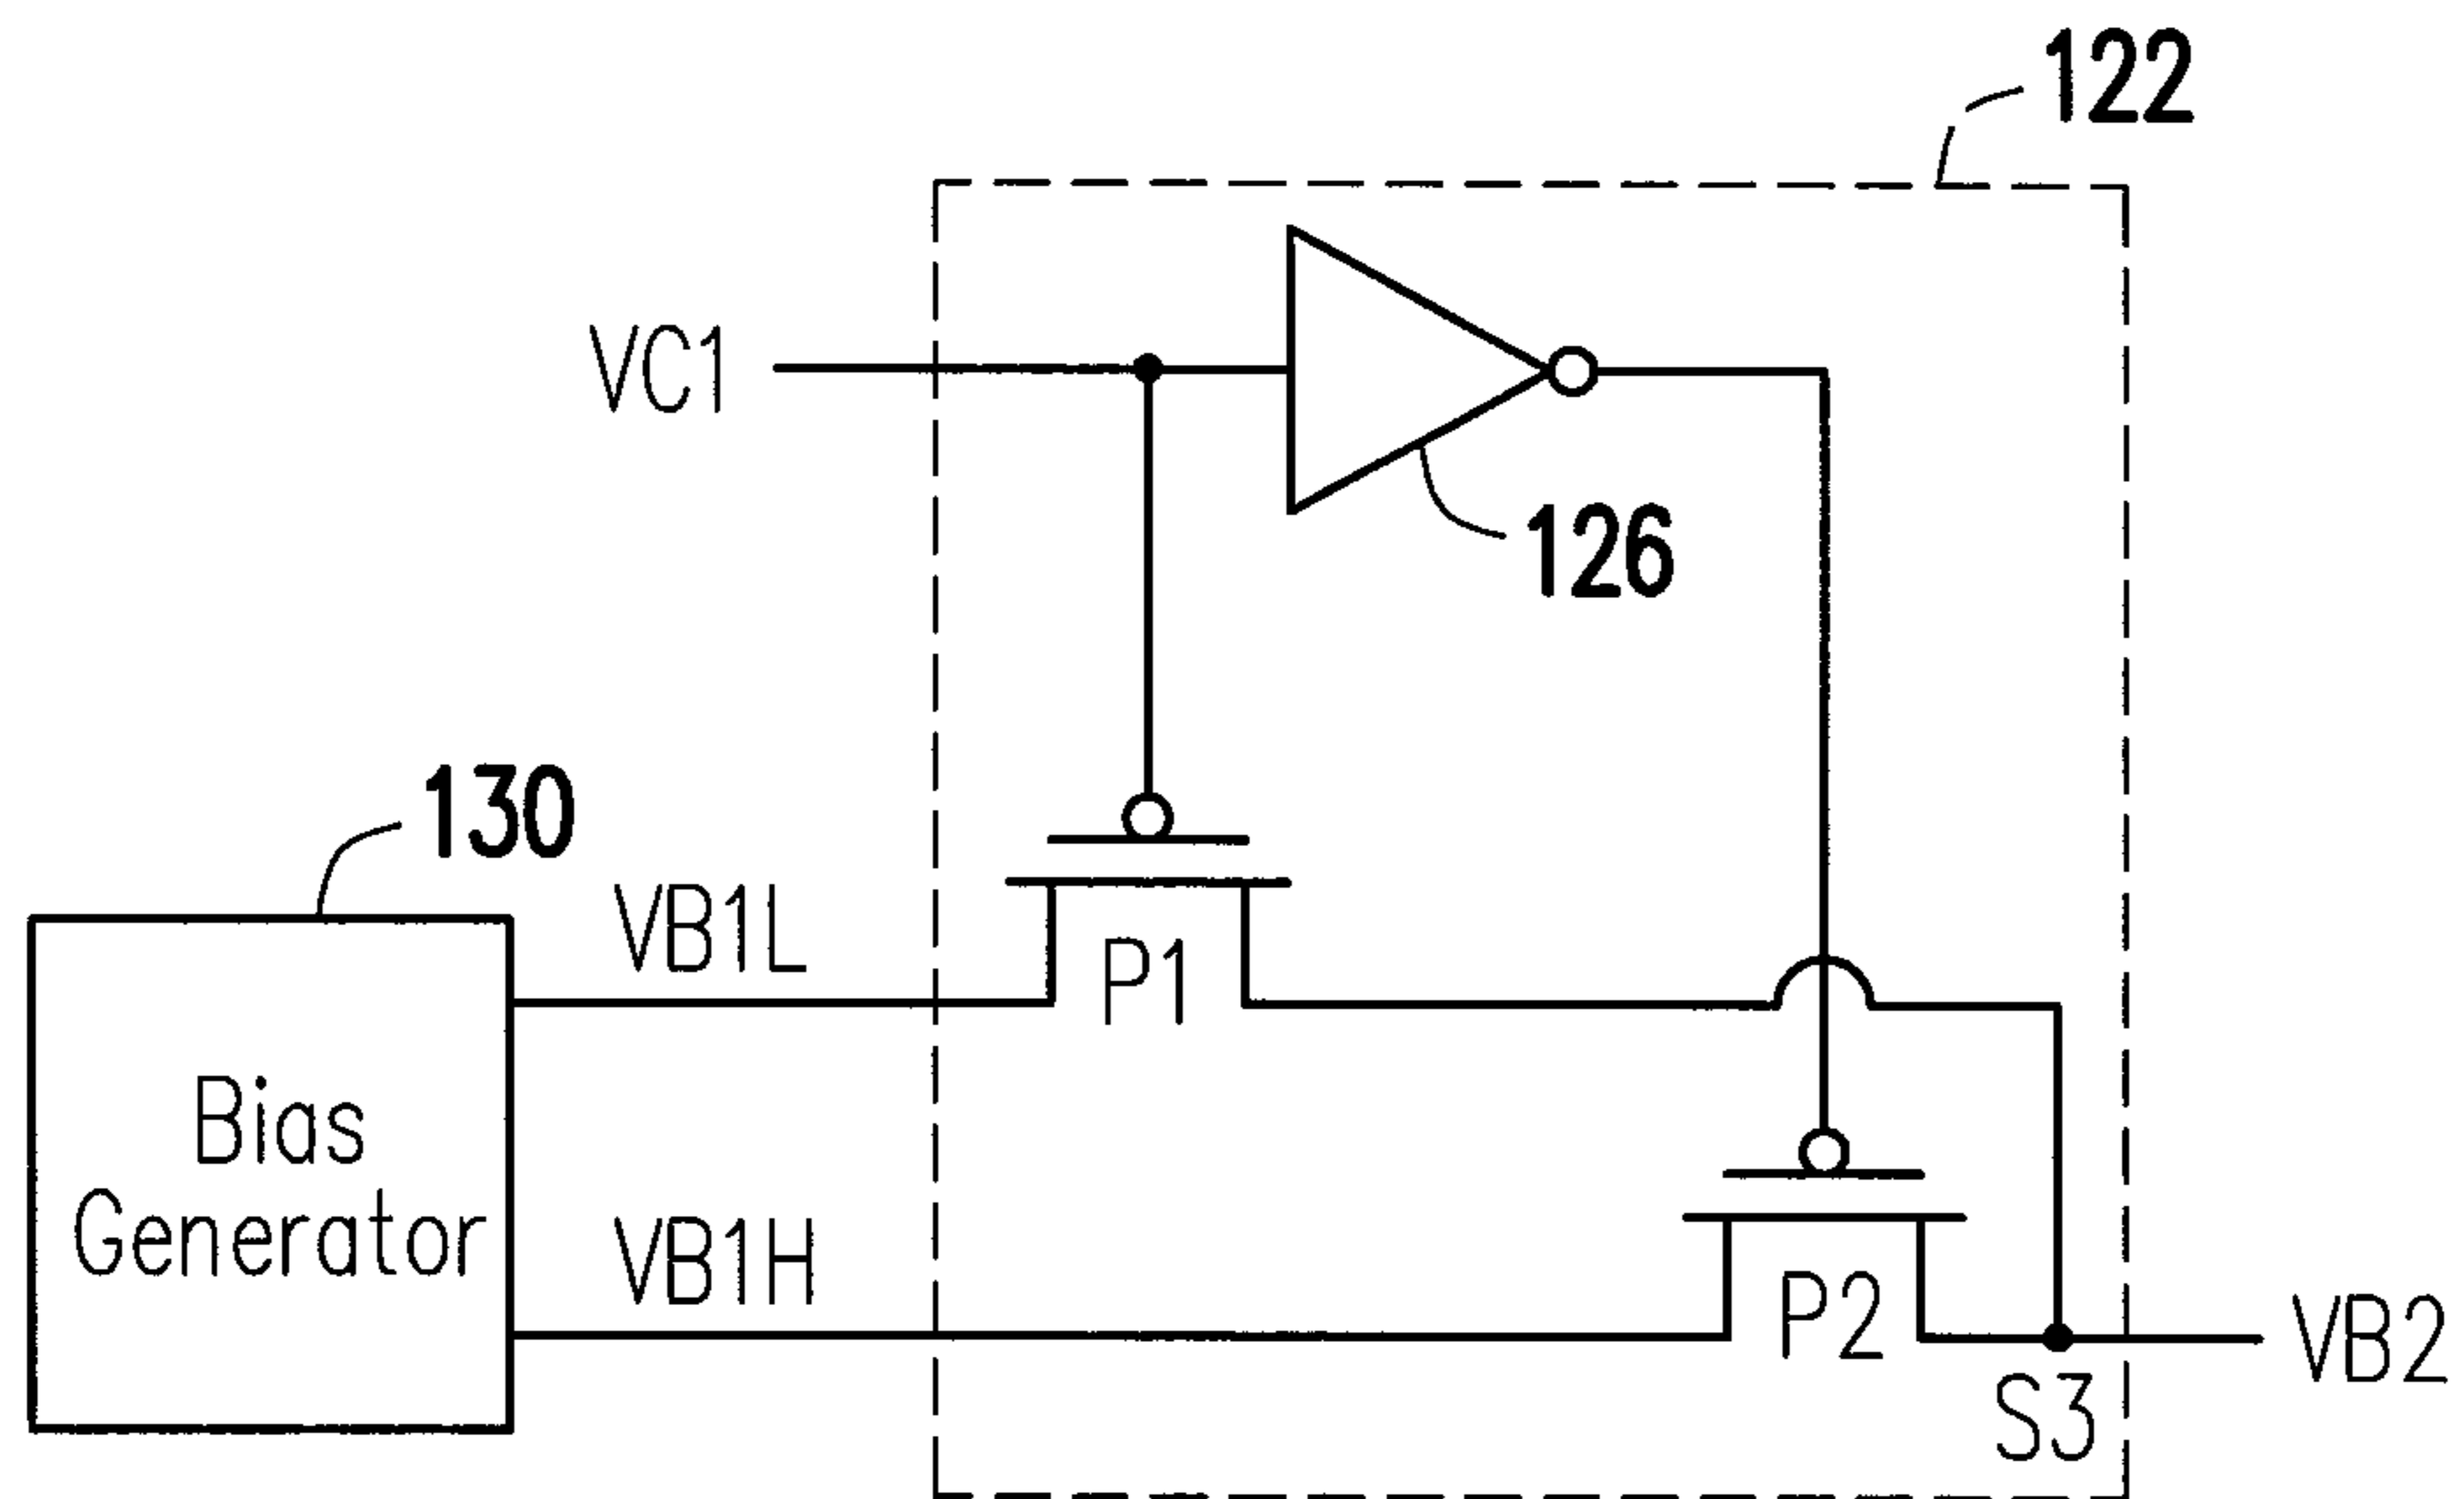 122
VC1
126
130
VB1L
P1
Bias
Generator
VB1H
P2
VB2
S3